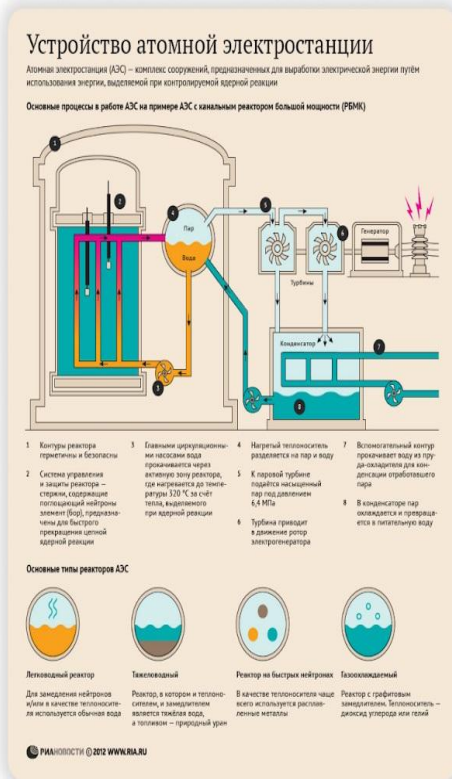 Устройство атомной электростанции
Атомная электростанция (АЭС) — комплекс сооружений, предназначенных для выработки электрической энергии путём
использования энергии, выделяемой при контролируемой ядерной реакции
Основные процессы в работе АЭС на примере АЭС с канальным реактором большой мощности (РБМК)
1
2
4
Пар
Вода
3
5
6
Турбины
Генератор
Конденсатор
7
8
1 Контуры реактора
герметичны и безопасны
2 Система управления
и защиты реактора —
стержни, содержащие
поглощающий нейтроны
элемент (бор), предназна-
чены для быстрого
прекращения цепной
ядерной реакции
3 Главными циркуляционны-
ми насосами вода
прокачивается через
активную зону реактора,
где нагревается до темпе-
ратуры 320 °С за счёт
тепла, выделяемого
при ядерной реакции
4 Нагретый теплоноситель
разделяется на пар и воду
5 К паровой турбине
подаётся насыщенный
пар под давлением
6,4 МПа
6 Турбина приводит
в движение ротор
электрогенератора
7 Вспомогательный контур
прокачивает воду из пру-
да-охладителя для кон-
денсации отработавшего
пара
8 В конденсаторе пар
охлаждается и превраща-
ется в питательную воду
Основные типы реакторов АЭС
Легководный реактор
Для замедления нейтронов
и/или в качестве теплоносите-
ля используется обычная вода
Тяжеловодный
Реактор, в котором и теплоно-
сителем, и замедлителем
является тяжёлая вода,
а топливом — природный уран
Реактор на быстрых нейтронах
В качестве теплоносителя чаще
всего используется расплав-
ленные металлы
Газоохлаждаемый
Реактор с графитовым
замедлителем. Теплоноситель —
диоксид углерода или гелий
РИАНОВОСТИ © 2012 WWW.RIA.RU